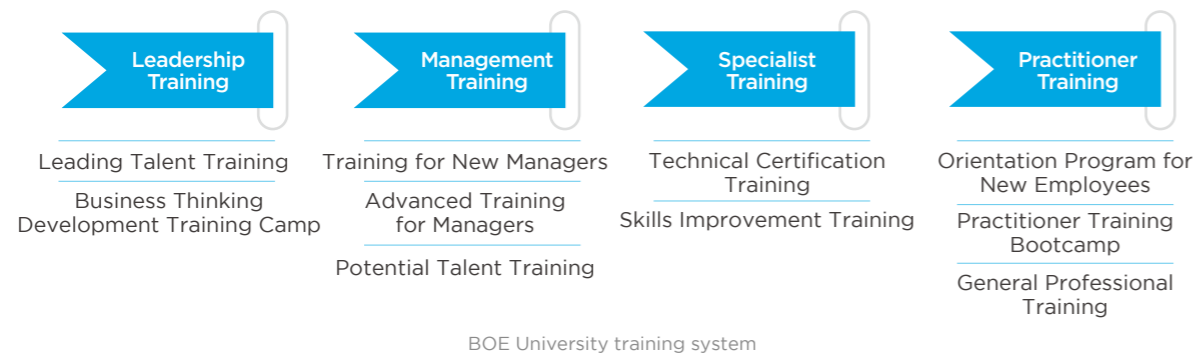 Leadership
Training
Leading Talent Training
Business Thinking
Development Training Camp
Management
Training
Training for New Managers
Advanced Training
for Managers
Potential Talent Training
Specialist
Training
Technical Certification
Training
Skills Improvement Training
Practitioner
Training
Orientation Program for
New Employees
Practitioner Training
Bootcamp
General Professional
Training
BOE University training system